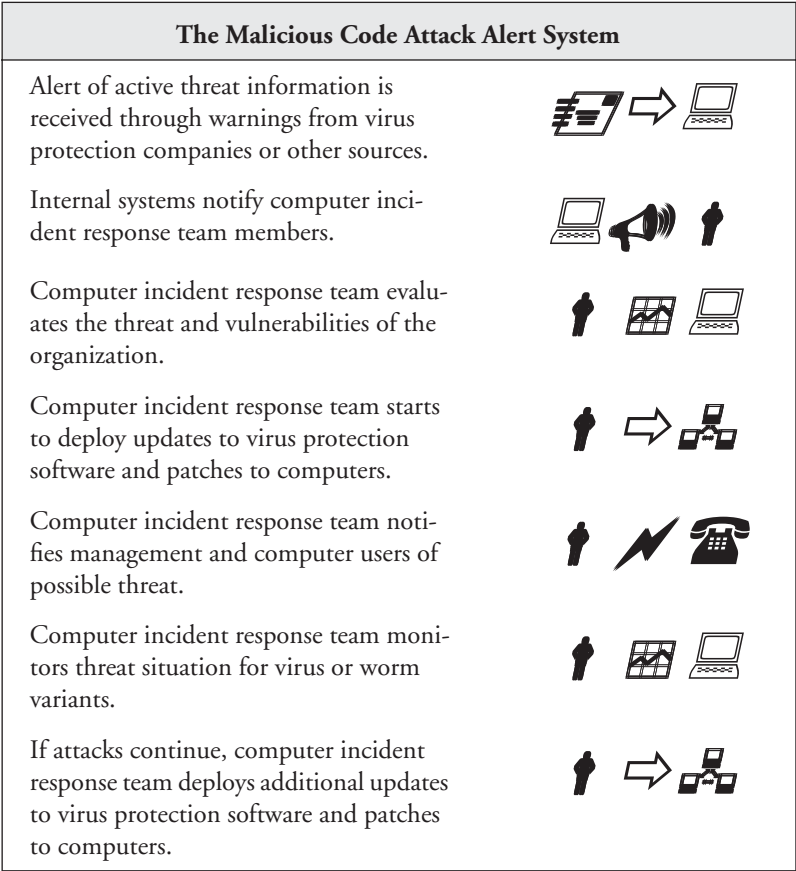 The Malicious Code Attack Alert System
Alert of active threat information is
received through warnings from virus
protection companies or other sources.
Internal systems notify computer inci-
dent response team members.
Computer incident response team evalu-
ates the threat and vulnerabilities of the
organization.
Computer incident response team starts
to deploy updates to virus protection
software and patches to computers.
Computer incident response team noti-
fies management and computer users of
possible threat.
Computer incident response team moni-
tors threat situation for virus or worm
variants.
If attacks continue, computer incident
response team deploys additional updates
to virus protection software and patches
to computers.